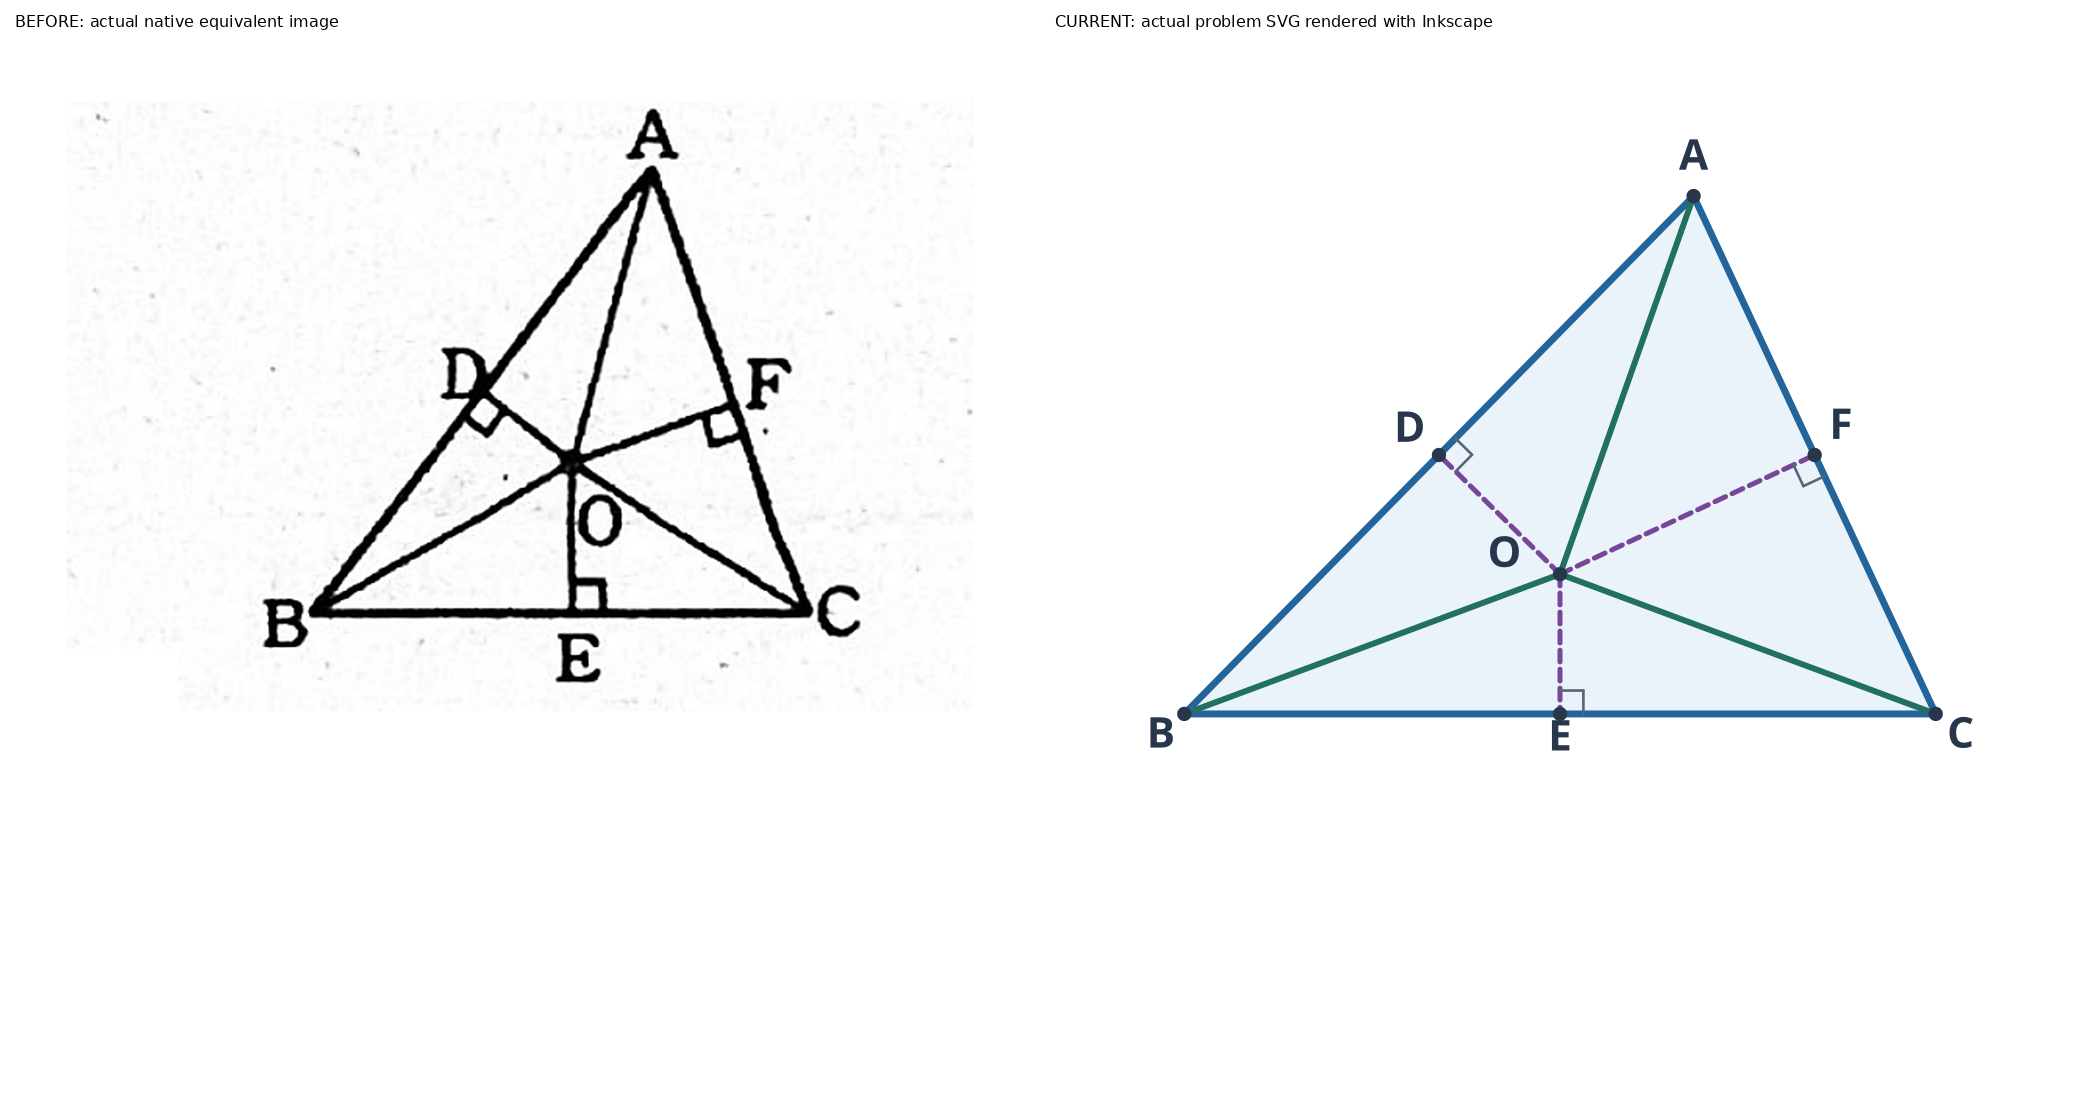 BEFORE: actual native equivalent image
CURRENT: actual problem SVG rendered with Inkscape
A
D
F
O
B
C
E
A
D
F
O
B
E
C